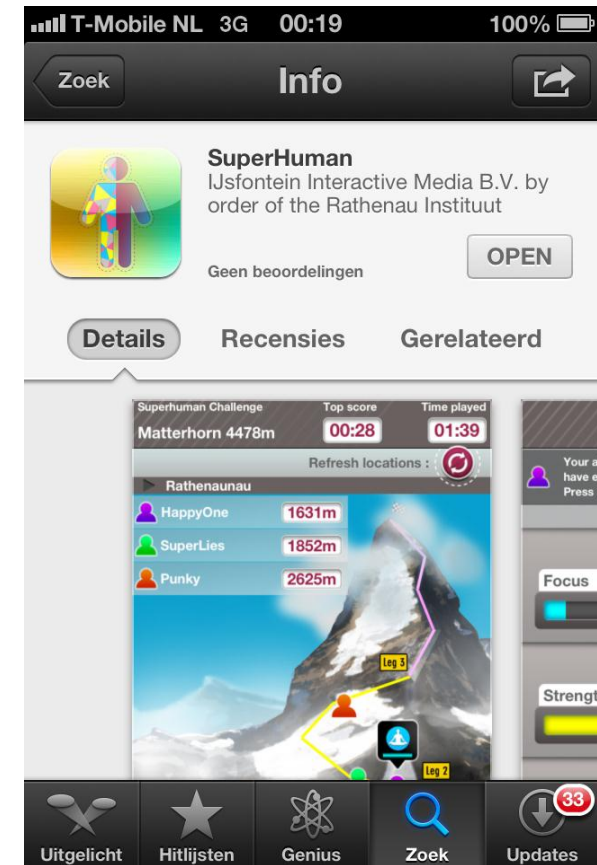 T-Mobile NL 3G 00:19 100%
Zoek Info
SuperHuman
IJsfontein Interactive Media B.V. by
order of the Rathenau Instituut
Geen beoordelingen
OPEN
Details Recensies Gerelateerd
Superhuman Challenge Top score Time played
Matterhorn 4478m 00:28 01:39
Refresh locations :
Rathenaunau
HappyOne 1631m
SuperLies 1852m
Punky 2625m
Leg 3
Leg 2
Your a
have e
Press
Focus
Strengt
33
Uitgelicht Hitlijsten Genius Zoek Updates